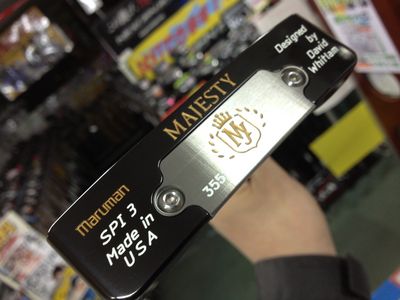 maruman
SPI 3
Made in
USA
MAJESTY
MJ
355
Designed
by
David
Whitlam